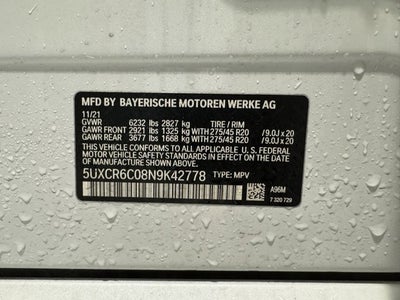 MFD BY BAYERISCHE MOTOREN WERKE AG
11/21
GVWR 6232 lbs 2827 kg TIRE / RIM
GAWR FRONT 2921 lbs 1325 kg WITH 275/45 R20 /9.0J x 20
GAWR REAR 3677 lbs 1668 kg WITH 275/45 R20 /9.0J x 20
THIS VEHICLE CONFORMS TO ALL APPLICABLE
FEDERAL MOTOR VEHICLE SAFETY STANDARDS IN EFFECT ON THE DATE
OF MANUFACTURE SHOWN ABOVE.
5UXCR6C08N9K42778 TYPE: MPV A96M
7 320 729